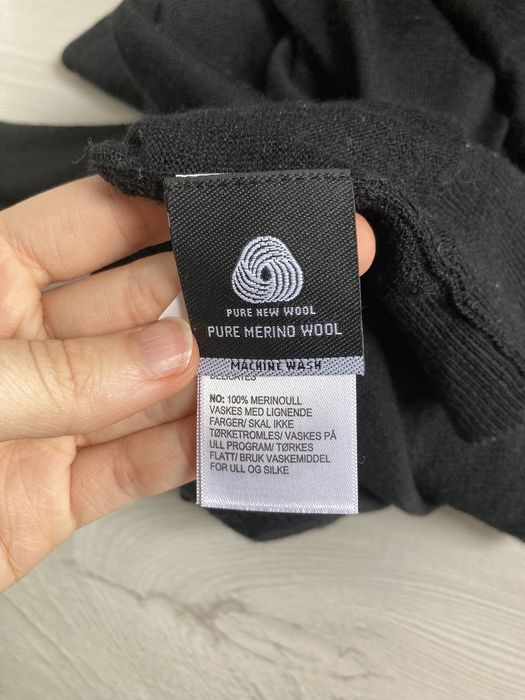 PURE NEW WOOL
PURE MERINO WOOL
MACHINE WASH
DELICATES
NO: 100% MERINOULL
VASKES MED LIGNENDE
FARGER/ SKAL IKKE
TØRKETROMLES/ VASKES PÅ
ULL PROGRAM/ TØRKES
FLATT/ BRUK VASKEMIDDEL
FOR ULL OG SILKE